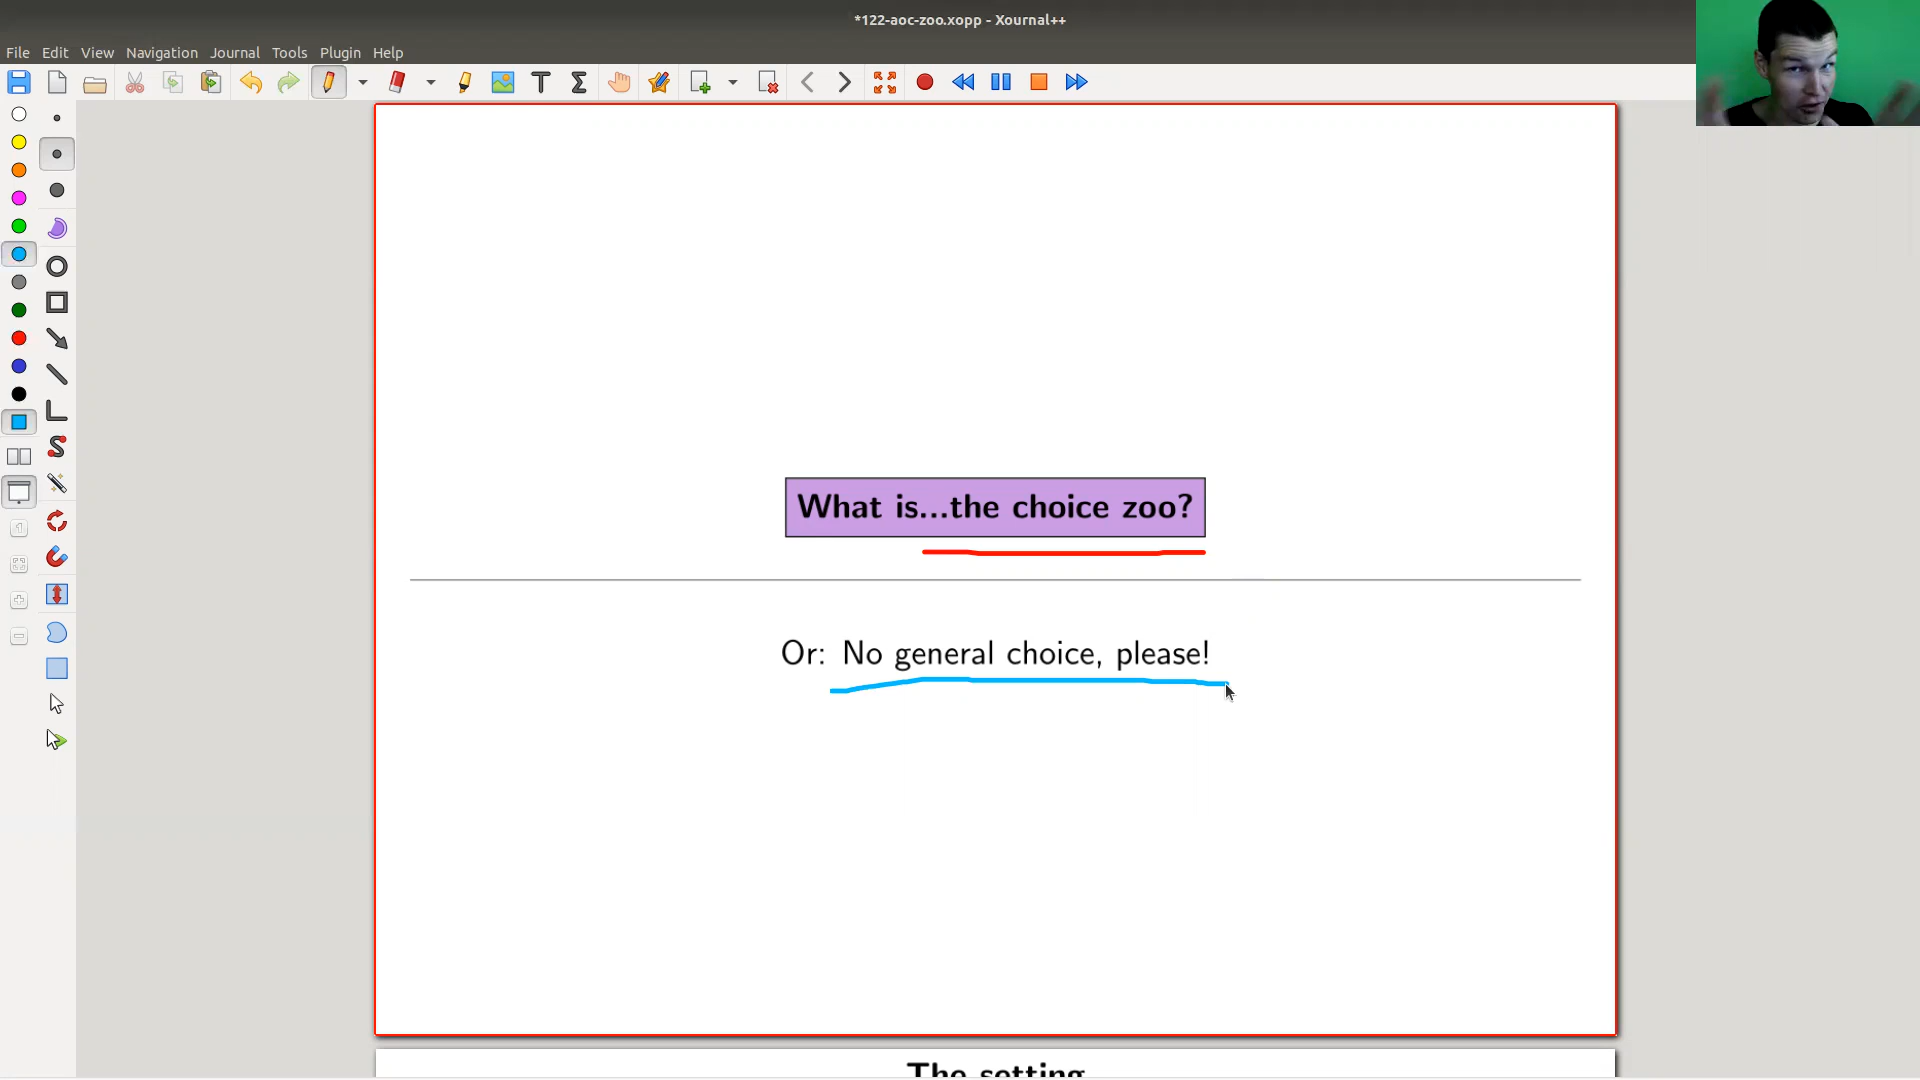 *122-aoc-zoo.xopp - Xournal++
File Edit View Navigation Journal Tools Plugin Help
What is...the choice zoo?
Or: No general choice, please!
The setting